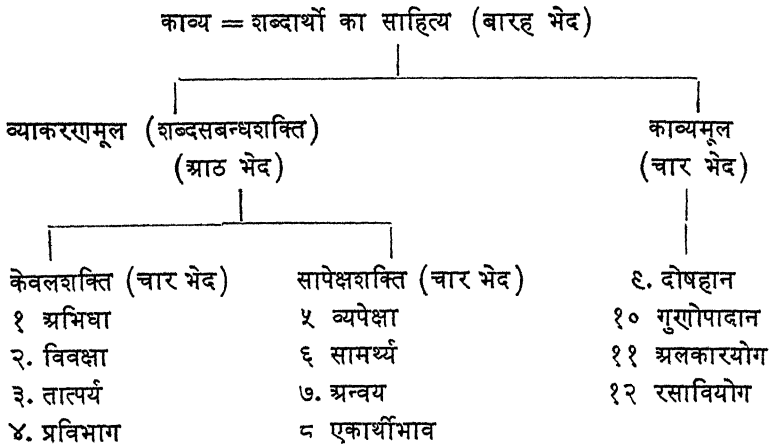 काव्य = शब्दार्थो का साहित्य (बारह भेद)
व्याकरणमूल (शब्दसबन्धशक्ति)
(आठ भेद)
काव्यमूल
(चार भेद)
केवलशक्ति (चार भेद)
१ अभिधा
२. विवक्षा
३. तात्पर्य
४. प्रविभाग
सापेक्षशक्ति (चार भेद)
५ व्यपेक्षा
६ सामर्थ्य
७. अन्वय
८ एकार्थीभाव
९. दोषहान
१० गुणोपादान
११ अलकारयोग
१२ रसावियोग